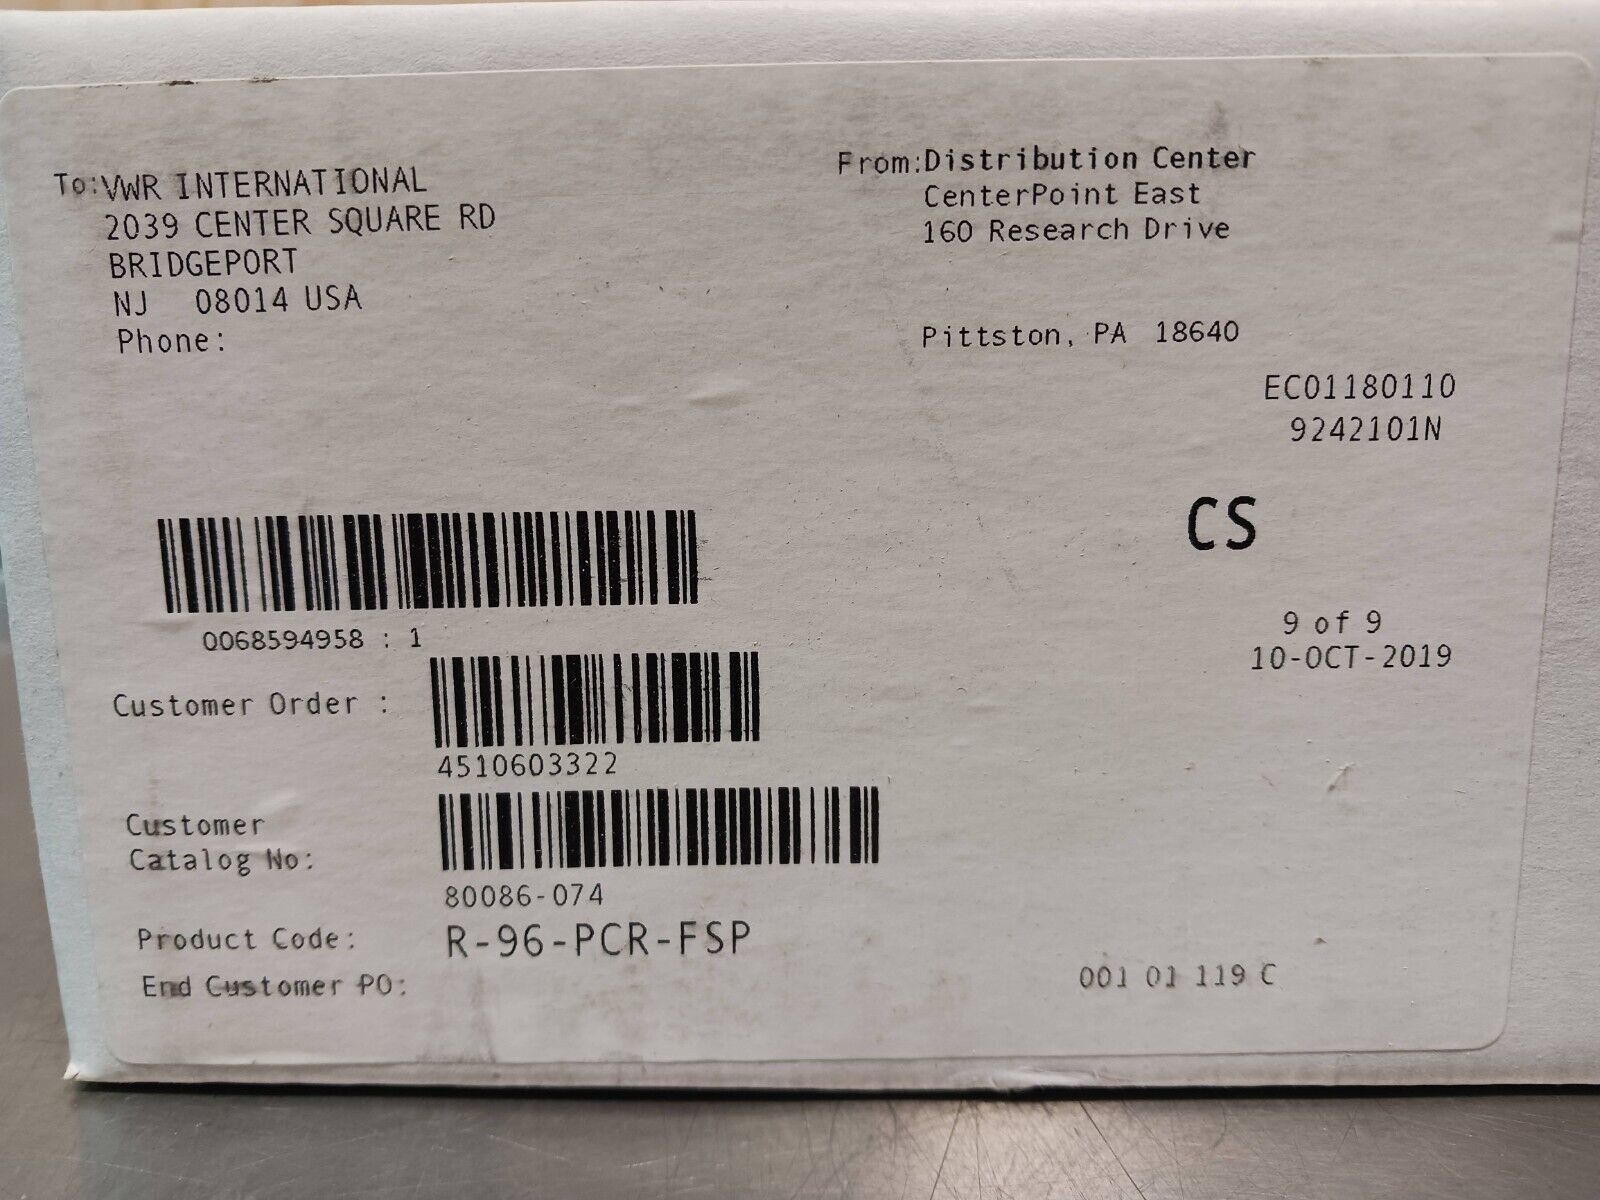 To: VWR INTERNATIONAL
2039 CENTER SQUARE RD
BRIDGEPORT
NJ 08014 USA
Phone:
From: Distribution Center
CenterPoint East
160 Research Drive
Pittston, PA 18640
EC01180110
9242101N
CS
9 of 9
10-OCT-2019
0068594958 : 1
Customer Order :
4510603322
Customer
Catalog No:
80086-074
Product Code: R-96-PCR-FSP
End Customer PO:
001 01 119 C